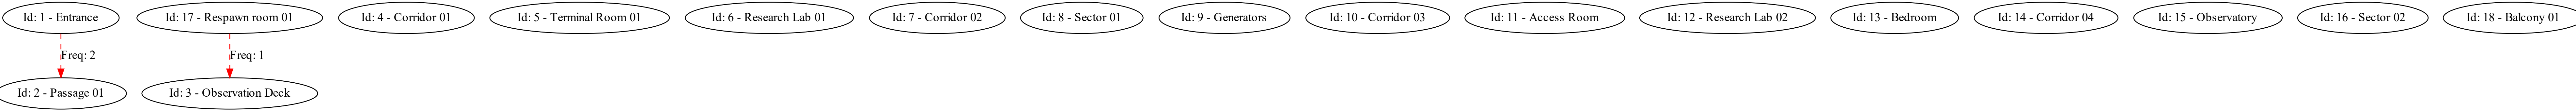 Id: 1 - Entrance
Id: 17 - Respawn room 01
Id: 4 - Corridor 01
Id: 5 - Terminal Room 01
Id: 6 - Research Lab 01
Id: 7 - Corridor 02
Id: 8 - Sector 01
Id: 9 - Generators
Id: 10 - Corridor 03
Id: 11 - Access Room
Id: 12 - Research Lab 02
Id: 13 - Bedroom
Id: 14 - Corridor 04
Id: 15 - Observatory
Id: 16 - Sector 02
Id: 18 - Balcony 01
Freq: 2
Freq: 1
Id: 2 - Passage 01
Id: 3 - Observation Deck